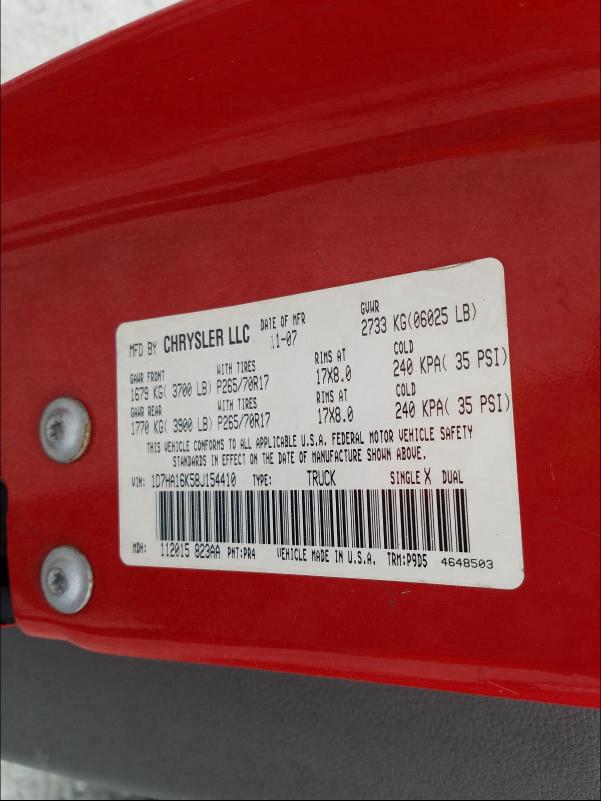 MFD BY CHRYSLER LLC DATE OF MFR 11-07 GVWR 2733 KG(06025 LB)
GAWR FRONT WITH TIRES RIMS AT COLD
1679 KG( 3700 LB) P265/70R17 17X8.0 240 KPA( 35 PSI)
GAWR REAR WITH TIRES RIMS AT COLD
1770 KG( 3900 LB) P265/70R17 17X8.0 240 KPA( 35 PSI)
THIS VEHICLE CONFORMS TO ALL APPLICABLE U.S.A. FEDERAL MOTOR VEHICLE SAFETY
STANDARDS IN EFFECT ON THE DATE OF MANUFACTURE SHOWN ABOVE.
VIN: 1D7HA16K58J154410 TYPE: TRUCK SINGLE X DUAL
MDH: 112015 823AA PNT:PR4 VEHICLE MADE IN U.S.A. TRM:P9D5 4648503